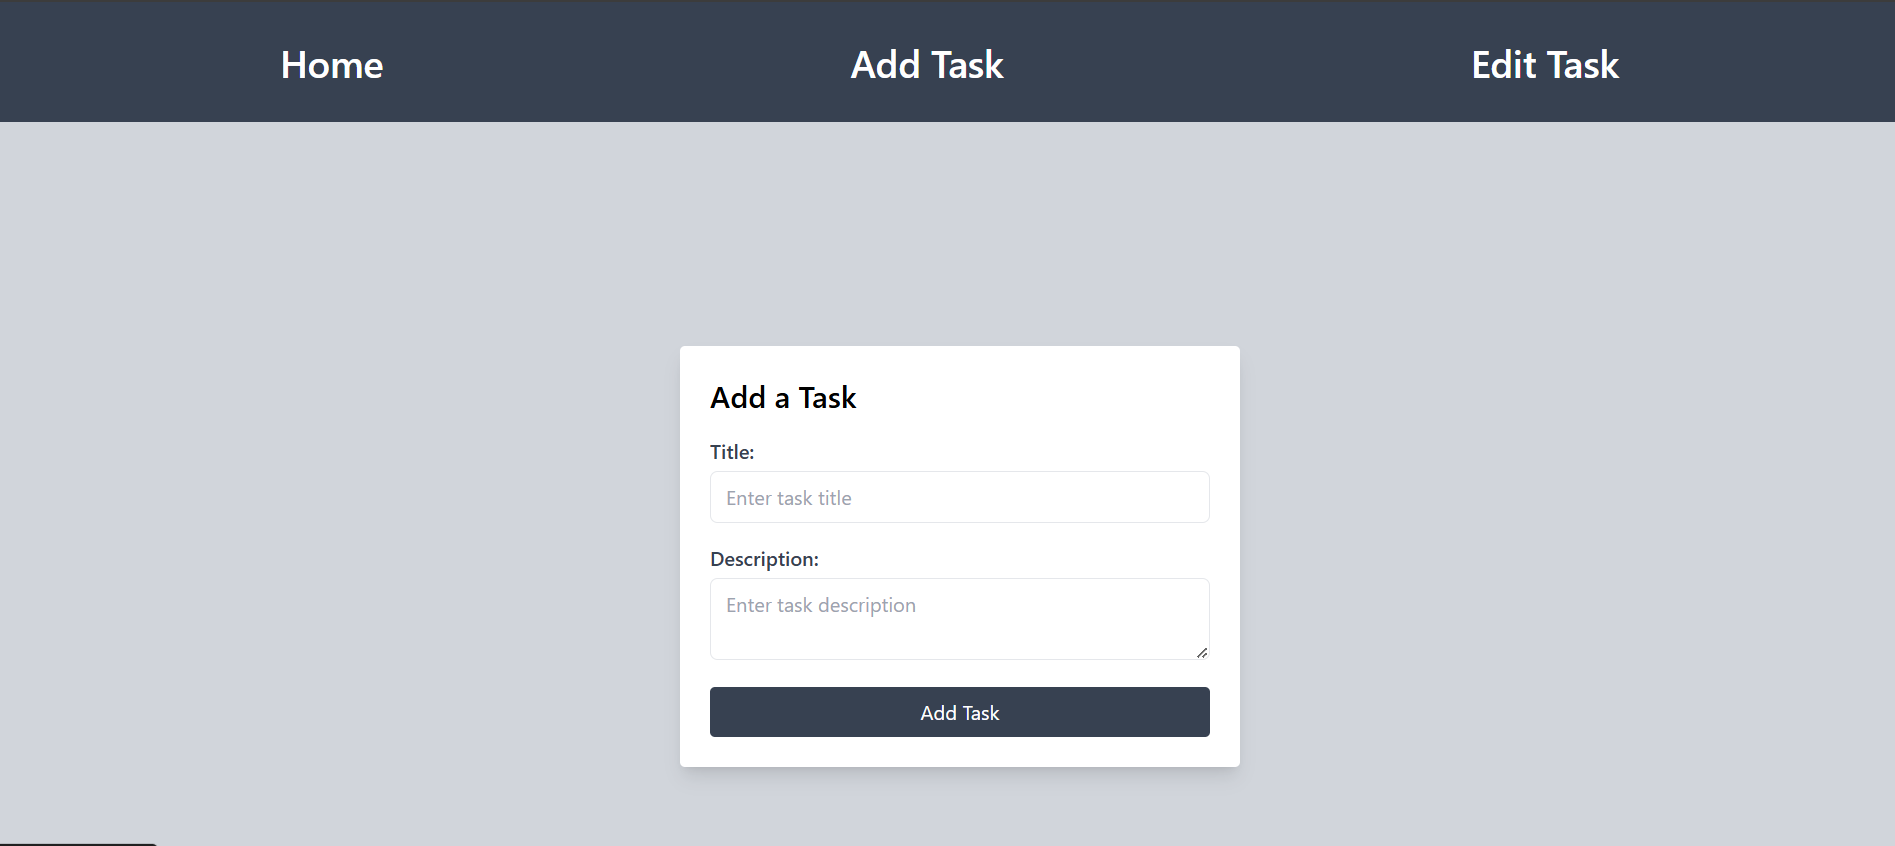 Home Add Task Edit Task
Add a Task
Title:
Enter task title
Description:
Enter task description
Add Task